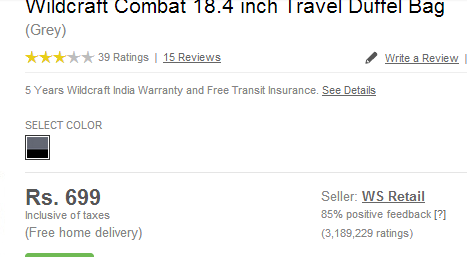 Wildcraft Combat 18.4 inch Travel Duffel Bag
(Grey)
39 Ratings | 15 Reviews
Write a Review |
5 Years Wildcraft India Warranty and Free Transit Insurance. See Details
SELECT COLOR
Rs. 699
Inclusive of taxes
(Free home delivery)
Seller: WS Retail
85% positive feedback [?]
(3,189,229 ratings)